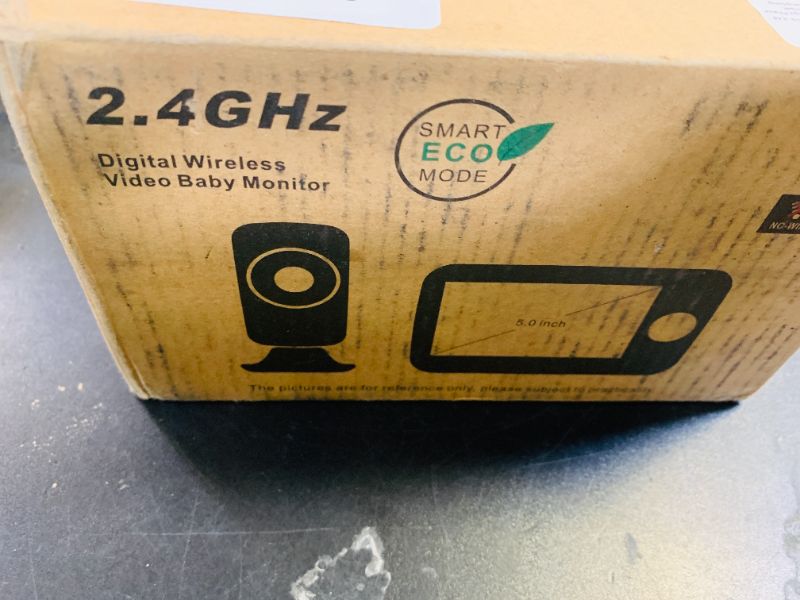 2.4GHz
Digital Wireless
Video Baby Monitor
SMART
ECO
MODE
5.0 inch
The pictures are for reference only, please subject to